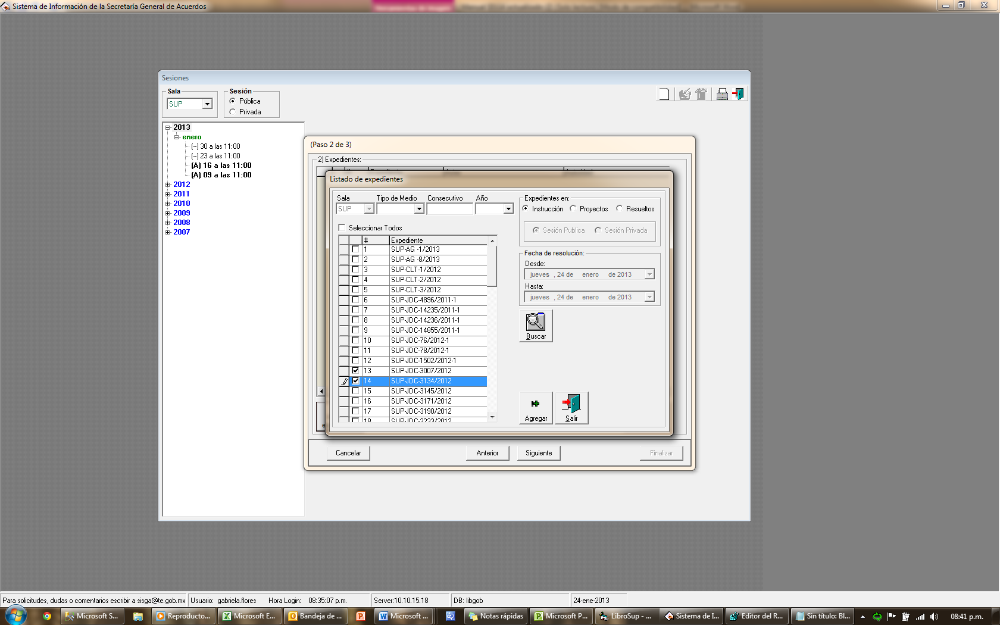 Sistema de Información de la Secretaría General de Acuerdos
Sesiones
Sala
SUP
Sesión
Pública
Privada
2013
enero
(--) 30 a las 11:00
(--) 23 a las 11:00
(A) 16 a las 11:00
(A) 09 a las 11:00
2012
2011
2010
2009
2008
2007
(Paso 2 de 3)
2) Expedientes:
Listado de expedientes
Sala
Tipo de Medio
Consecutivo
Año
SUP
Expedientes en:
Instrucción
Proyectos
Resueltos
Sesión Publica
Sesión Privada
Seleccionar Todos
# Expediente
1 SUP-AG -1/2013
2 SUP-AG -8/2013
3 SUP-CLT-1/2012
4 SUP-CLT-2/2012
5 SUP-CLT-3/2012
6 SUP-JDC-4896/2011-1
7 SUP-JDC-14235/2011-1
8 SUP-JDC-14236/2011-1
9 SUP-JDC-14855/2011-1
10 SUP-JDC-76/2012-1
11 SUP-JDC-78/2012-1
12 SUP-JDC-1502/2012-1
13 SUP-JDC-3007/2012
14 SUP-JDC-3134/2012
15 SUP-JDC-3145/2012
16 SUP-JDC-3171/2012
17 SUP-JDC-3190/2012
18 SUP-JDC-3233/2012
Fecha de resolución:
Desde:
jueves , 24 de enero de 2013
Hasta:
jueves , 24 de enero de 2013
Buscar
Agregar
Salir
Cancelar
Anterior
Siguiente
Finalizar
Para solicitudes, dudas o comentarios escribir a sisga@te.gob.mx
Usuario: gabriela.flores
Hora Login: 08:35:07 p.m.
Server:10.10.15.18
DB: libgob
24-ene-2013
Microsoft S...
Reproducto...
Microsoft E...
Bandeja de ...
Microsoft ...
Notas rápidas
Microsoft P...
LibroSup - ...
Sistema de I...
Editor del R...
Sin título: Bl...
08:41 p.m.